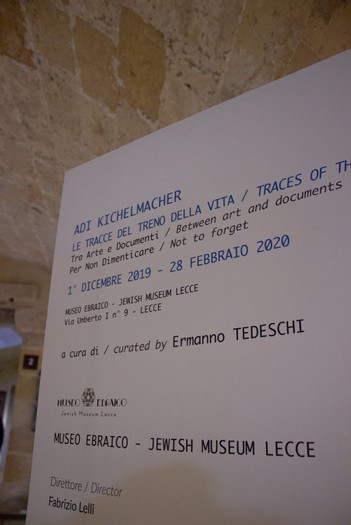 ADI KICHELMACHER
LE TRACCE DEL TRENO DELLA VITA / TRACES OF
Tra Arte e Documenti / Between art and documents
Per Non Dimenticare / Not to forget
1° DICEMBRE 2019 - 28 FEBBRAIO 2020
MUSEO EBRAICO - JEWISH MUSEUM LECCE
Via Umberto I n° 9 - LECCE
a cura di / curated by Ermanno TEDESCHI
MUSEO EBRAICO
Jewish Museum Lecce
MUSEO EBRAICO - JEWISH MUSEUM LECCE
Direttore / Director
Fabrizio Lelli
2